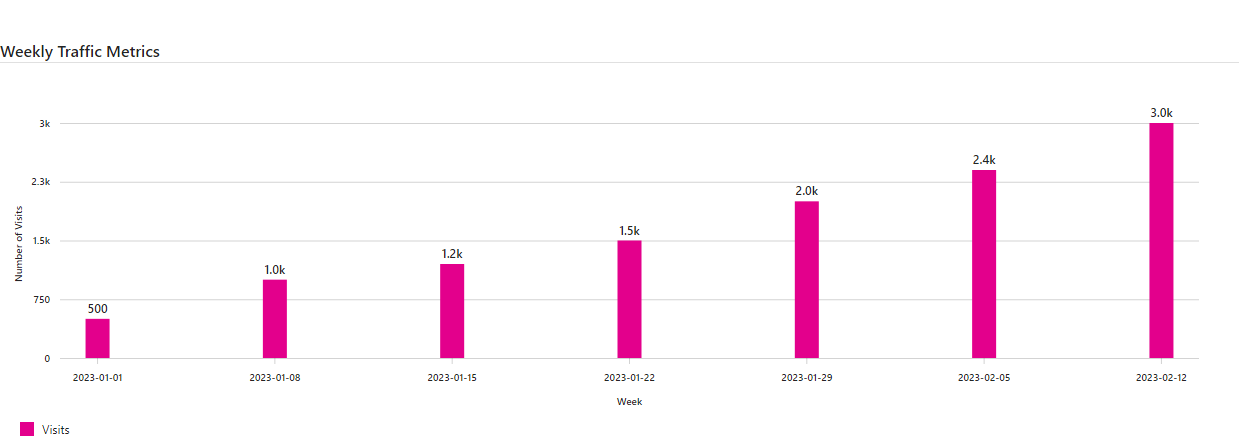 Weekly Traffic Metrics
3.0k
3k
2.4k
2.3k
2.0k
1.5k
1.5k
1.2k
1.0k
750
500
0
Number of Visits
2023-01-01 2023-01-08 2023-01-15 2023-01-22 2023-01-29 2023-02-05 2023-02-12
Week
Visits